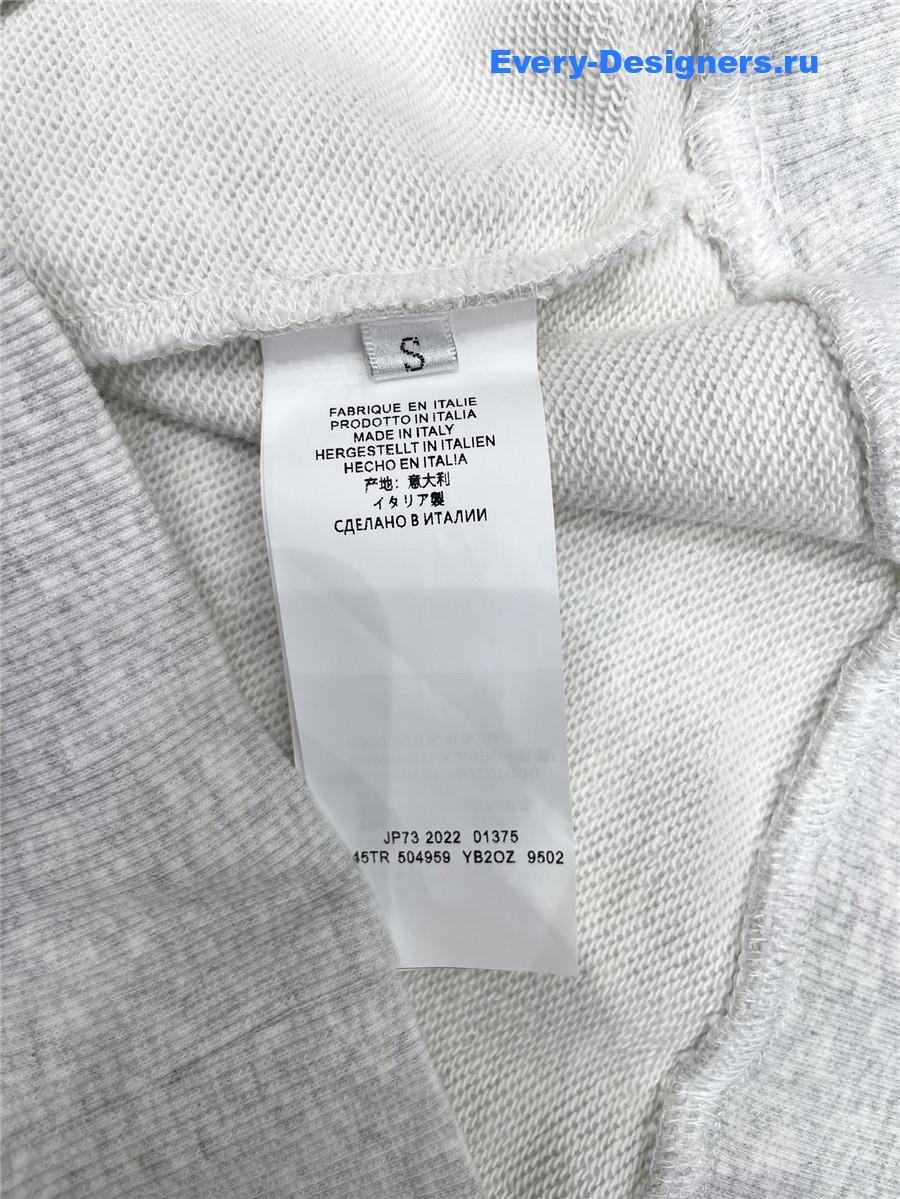 Every-Designers.ru
S
FABRIQUE EN ITALIE
PRODOTTO IN ITALIA
MADE IN ITALY
HERGESTELLT IN ITALIEN
HECHO EN ITALIA
产地：意大利
イタリア製
СДЕЛАНО В ИТАЛИИ
JP73 2022 01375
45TR 504959 YB2OZ 9502